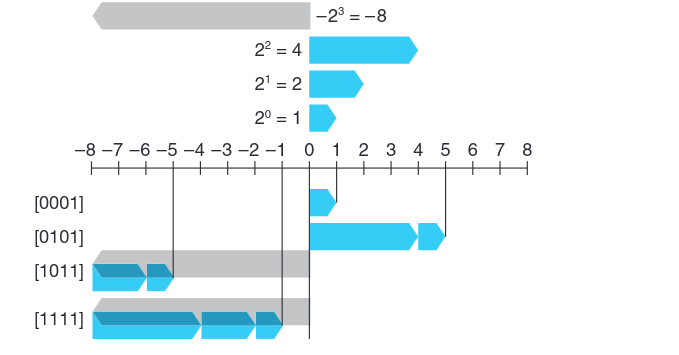 −2³ = −8
2² = 4
2¹ = 2
2⁰ = 1
−8 −7 −6 −5 −4 −3 −2 −1 0 1 2 3 4 5 6 7 8
[0001]
[0101]
[1011]
[1111]